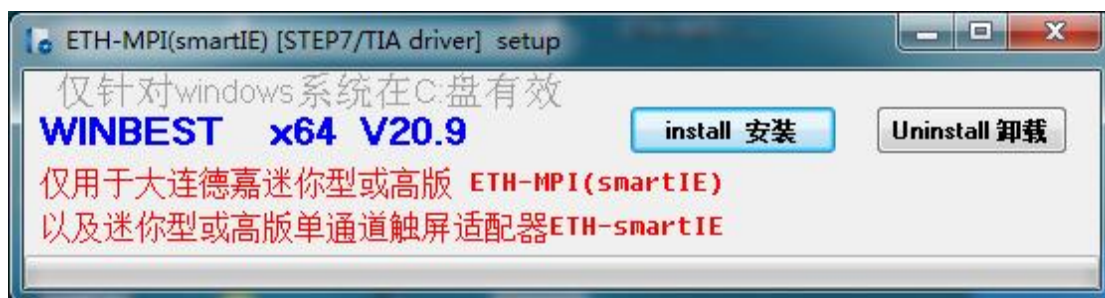 ETH-MPI(smartIE) [STEP7/TIA driver] setup
仅针对windows系统在C:盘有效
WINBEST x64 V20.9
install 安装
Uninstall 卸载
仅用于大连德嘉迷你型或高版 ETH-MPI(smartIE)
以及迷你型或高版单通道触屏适配器ETH-smartIE